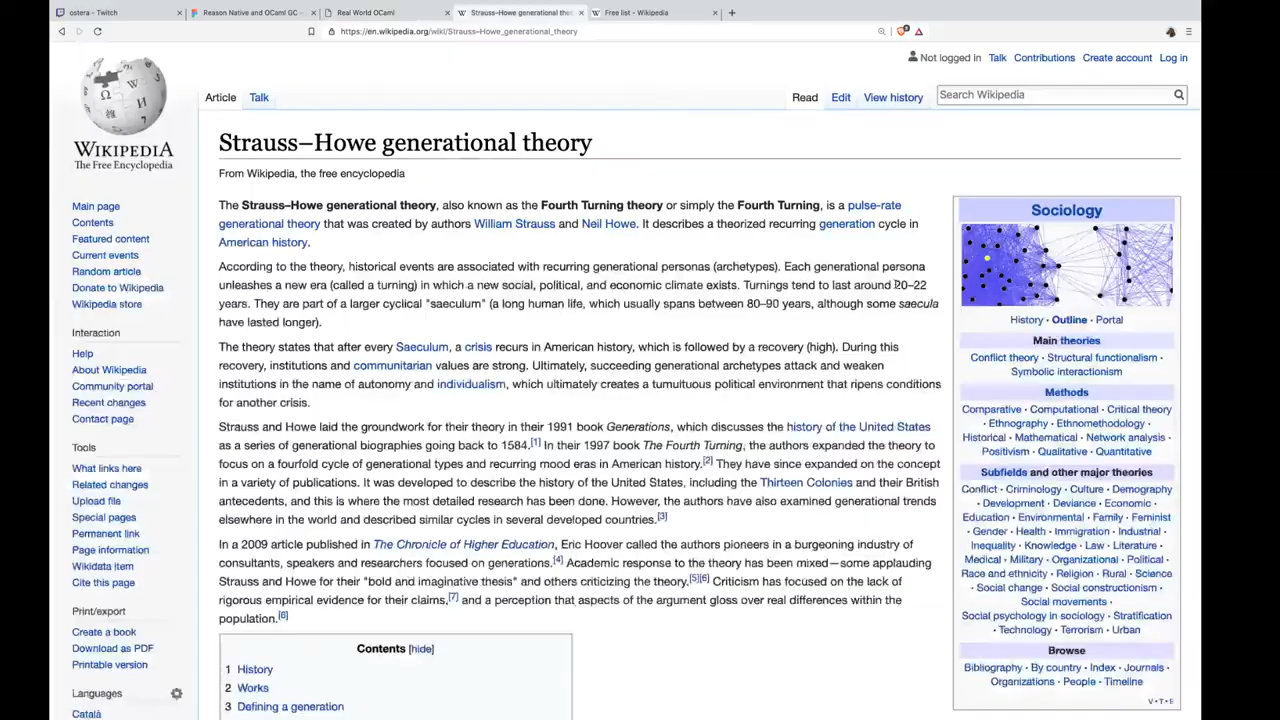 ostera - Twitch
Reason Native and OCaml GC -
Real World OCaml
Strauss–Howe generational theo
Free list - Wikipedia
https://en.wikipedia.org/wiki/Strauss–Howe_generational_theory
Not logged in Talk Contributions Create account Log in
Article Talk
Read Edit View history
Search Wikipedia
WIKIPEDIA
The Free Encyclopedia
Main page
Contents
Featured content
Current events
Random article
Donate to Wikipedia
Wikipedia store
Interaction
Help
About Wikipedia
Community portal
Recent changes
Contact page
Tools
What links here
Related changes
Upload file
Special pages
Permanent link
Page information
Wikidata item
Cite this page
Print/export
Create a book
Download as PDF
Printable version
Languages
Català
Strauss–Howe generational theory
From Wikipedia, the free encyclopedia
The Strauss–Howe generational theory, also known as the Fourth Turning theory or simply the Fourth Turning, is a pulse-rate
generational theory that was created by authors William Strauss and Neil Howe. It describes a theorized recurring generation cycle in
American history.
According to the theory, historical events are associated with recurring generational personas (archetypes). Each generational persona
unleashes a new era (called a turning) in which a new social, political, and economic climate exists. Turnings tend to last around 20–22
years. They are part of a larger cyclical "saeculum" (a long human life, which usually spans between 80–90 years, although some saecula
have lasted longer).
The theory states that after every Saeculum, a crisis recurs in American history, which is followed by a recovery (high). During this
recovery, institutions and communitarian values are strong. Ultimately, succeeding generational archetypes attack and weaken
institutions in the name of autonomy and individualism, which ultimately creates a tumultuous political environment that ripens conditions
for another crisis.
Strauss and Howe laid the groundwork for their theory in their 1991 book Generations, which discusses the history of the United States
as a series of generational biographies going back to 1584.[1] In their 1997 book The Fourth Turning, the authors expanded the theory to
focus on a fourfold cycle of generational types and recurring mood eras in American history.[2] They have since expanded on the concept
in a variety of publications. It was developed to describe the history of the United States, including the Thirteen Colonies and their British
antecedents, and this is where the most detailed research has been done. However, the authors have also examined generational trends
elsewhere in the world and described similar cycles in several developed countries.[3]
In a 2009 article published in The Chronicle of Higher Education, Eric Hoover called the authors pioneers in a burgeoning industry of
consultants, speakers and researchers focused on generations.[4] Academic response to the theory has been mixed—some applauding
Strauss and Howe for their "bold and imaginative thesis" and others criticizing the theory.[5][6] Criticism has focused on the lack of
rigorous empirical evidence for their claims,[7] and a perception that aspects of the argument gloss over real differences within the
population.[6]
Contents [hide]
1 History
2 Works
3 Defining a generation
Sociology
History · Outline · Portal
Main theories
Conflict theory · Structural functionalism ·
Symbolic interactionism
Methods
Comparative · Computational · Critical theory
· Ethnography · Ethnomethodology ·
Historical · Mathematical · Network analysis ·
Positivism · Qualitative · Quantitative
Subfields and other major theories
Conflict · Criminology · Culture · Demography
· Development · Deviance · Economic ·
Education · Environmental · Family · Feminist
· Gender · Health · Immigration · Industrial ·
Inequality · Knowledge · Law · Literature ·
Medical · Military · Organizational · Political ·
Race and ethnicity · Religion · Rural · Science
· Social change · Social constructionism ·
Social movements ·
Social psychology in sociology · Stratification
· Technology · Terrorism · Urban
Browse
Bibliography · By country · Index · Journals ·
Organizations · People · Timeline
V · T · E